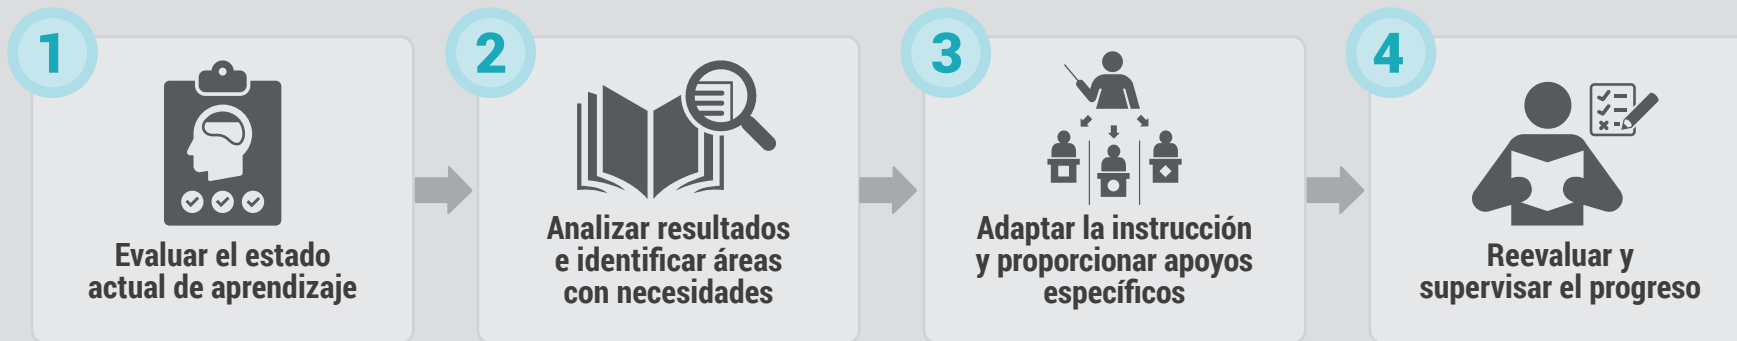 1
Evaluar el estado
actual de aprendizaje
2
Analizar resultados
e identificar áreas
con necesidades
3
Adaptar la instrucción
y proporcionar apoyos
específicos
4
Reevaluar y
supervisar el progreso